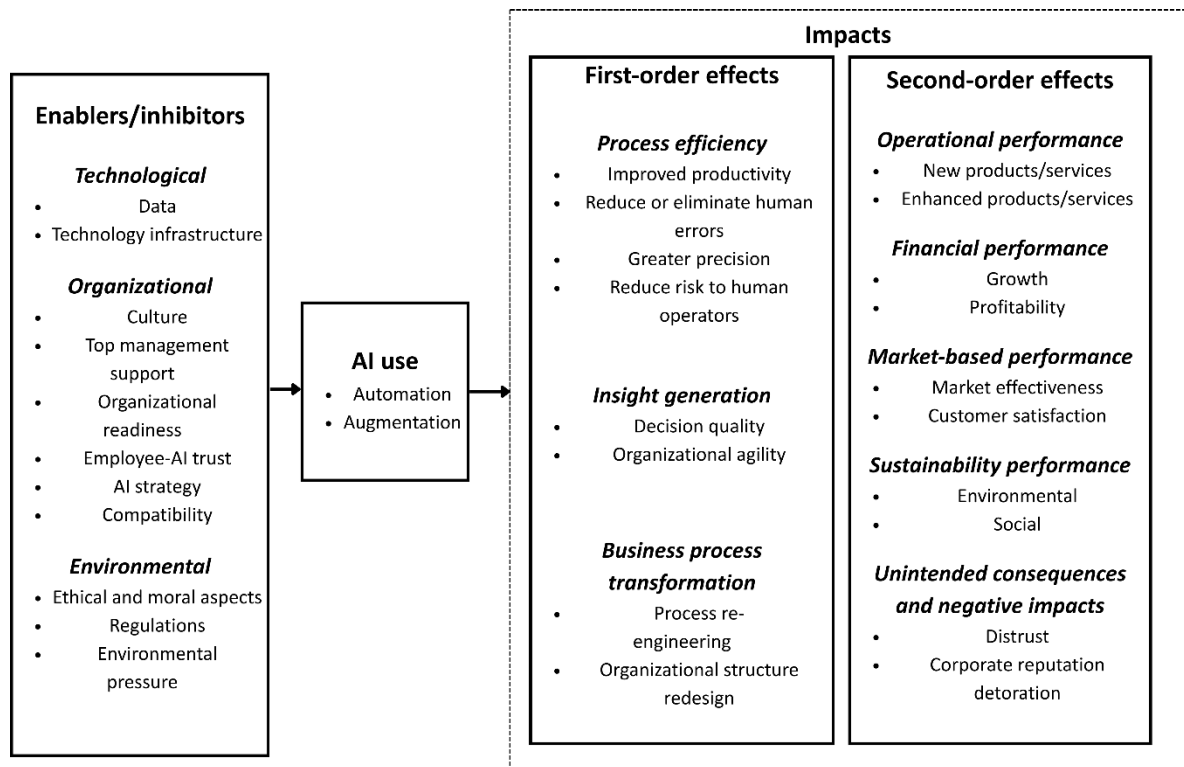 Enablers/inhibitors
Technological
• Data
• Technology infrastructure
Organizational
• Culture
• Top management
support
• Organizational
readiness
• Employee-AI trust
• AI strategy
• Compatibility
Environmental
• Ethical and moral aspects
• Regulations
• Environmental
pressure
AI use
• Automation
• Augmentation
Impacts
First-order effects
Process efficiency
• Improved productivity
• Reduce or eliminate human
errors
• Greater precision
• Reduce risk to human
operators
Insight generation
• Decision quality
• Organizational agility
Business process
transformation
• Process re-
engineering
• Organizational structure
redesign
Second-order effects
Operational performance
• New products/services
• Enhanced products/services
Financial performance
• Growth
• Profitability
Market-based performance
• Market effectiveness
• Customer satisfaction
Sustainability performance
• Environmental
• Social
Unintended consequences
and negative impacts
• Distrust
• Corporate reputation
detoration